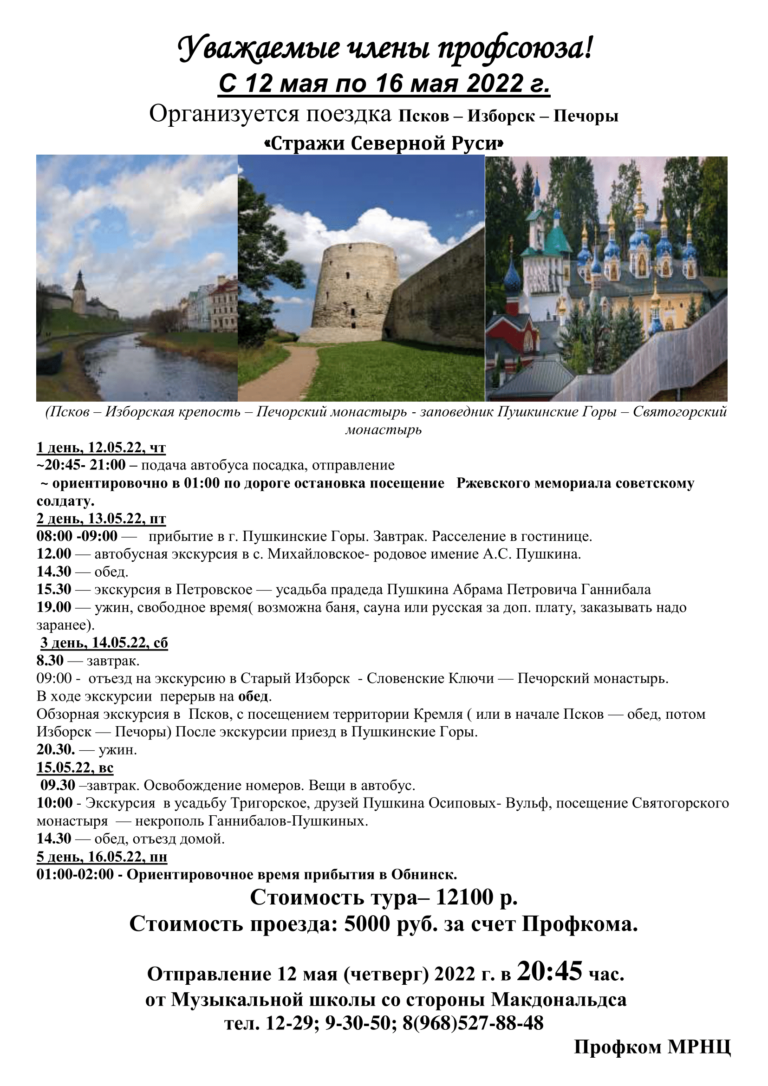 Уважаемые члены профсоюза!
С 12 мая по 16 мая 2022 г.
Организуется поездка Псков – Изборск – Печоры
«Стражи Северной Руси»
(Псков – Изборская крепость – Печорский монастырь - заповедник Пушкинские Горы – Святогорский
монастырь
1 день, 12.05.22, чт
~20:45- 21:00 – подача автобуса посадка, отправление
~ ориентировочно в 01:00 по дороге остановка посещение Ржевского мемориала советскому
солдату.
2 день, 13.05.22, пт
08:00 -09:00 — прибытие в г. Пушкинские Горы. Завтрак. Расселение в гостинице.
12.00 — автобусная экскурсия в с. Михайловское- родовое имение А.С. Пушкина.
14.30 — обед.
15.30 — экскурсия в Петровское — усадьба прадеда Пушкина Абрама Петровича Ганнибала
19.00 — ужин, свободное время( возможна баня, сауна или русская за доп. плату, заказывать надо
заранее).
3 день, 14.05.22, сб
8.30 — завтрак.
09:00 - отъезд на экскурсию в Старый Изборск - Словенские Ключи — Печорский монастырь.
В ходе экскурсии перерыв на обед.
Обзорная экскурсия в Псков, с посещением территории Кремля ( или в начале Псков — обед, потом
Изборск — Печоры) После экскурсии приезд в Пушкинские Горы.
20.30. — ужин.
15.05.22, вс
09.30 –завтрак. Освобождение номеров. Вещи в автобус.
10:00 - Экскурсия в усадьбу Тригорское, друзей Пушкина Осиповых- Вульф, посещение Святогорского
монастыря — некрополь Ганнибалов-Пушкиных.
14.30 — обед, отъезд домой.
5 день, 16.05.22, пн
01:00-02:00 - Ориентировочное время прибытия в Обнинск.
Стоимость тура– 12100 р.
Стоимость проезда: 5000 руб. за счет Профкома.
Отправление 12 мая (четверг) 2022 г. в 20:45 час.
от Музыкальной школы со стороны Макдональдса
тел. 12-29; 9-30-50; 8(968)527-88-48
Профком МРНЦ